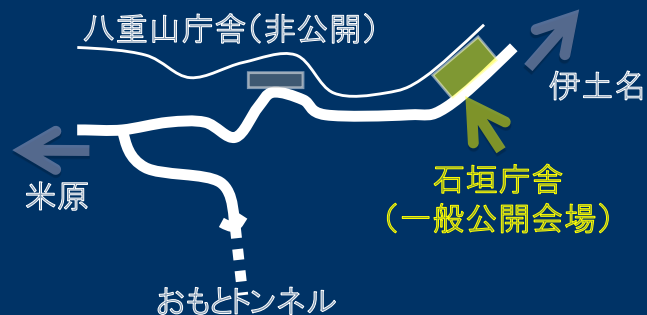 八重山庁舎(非公開)
伊土名
石垣庁舎
(一般公開会場)
米原
おもとトンネル